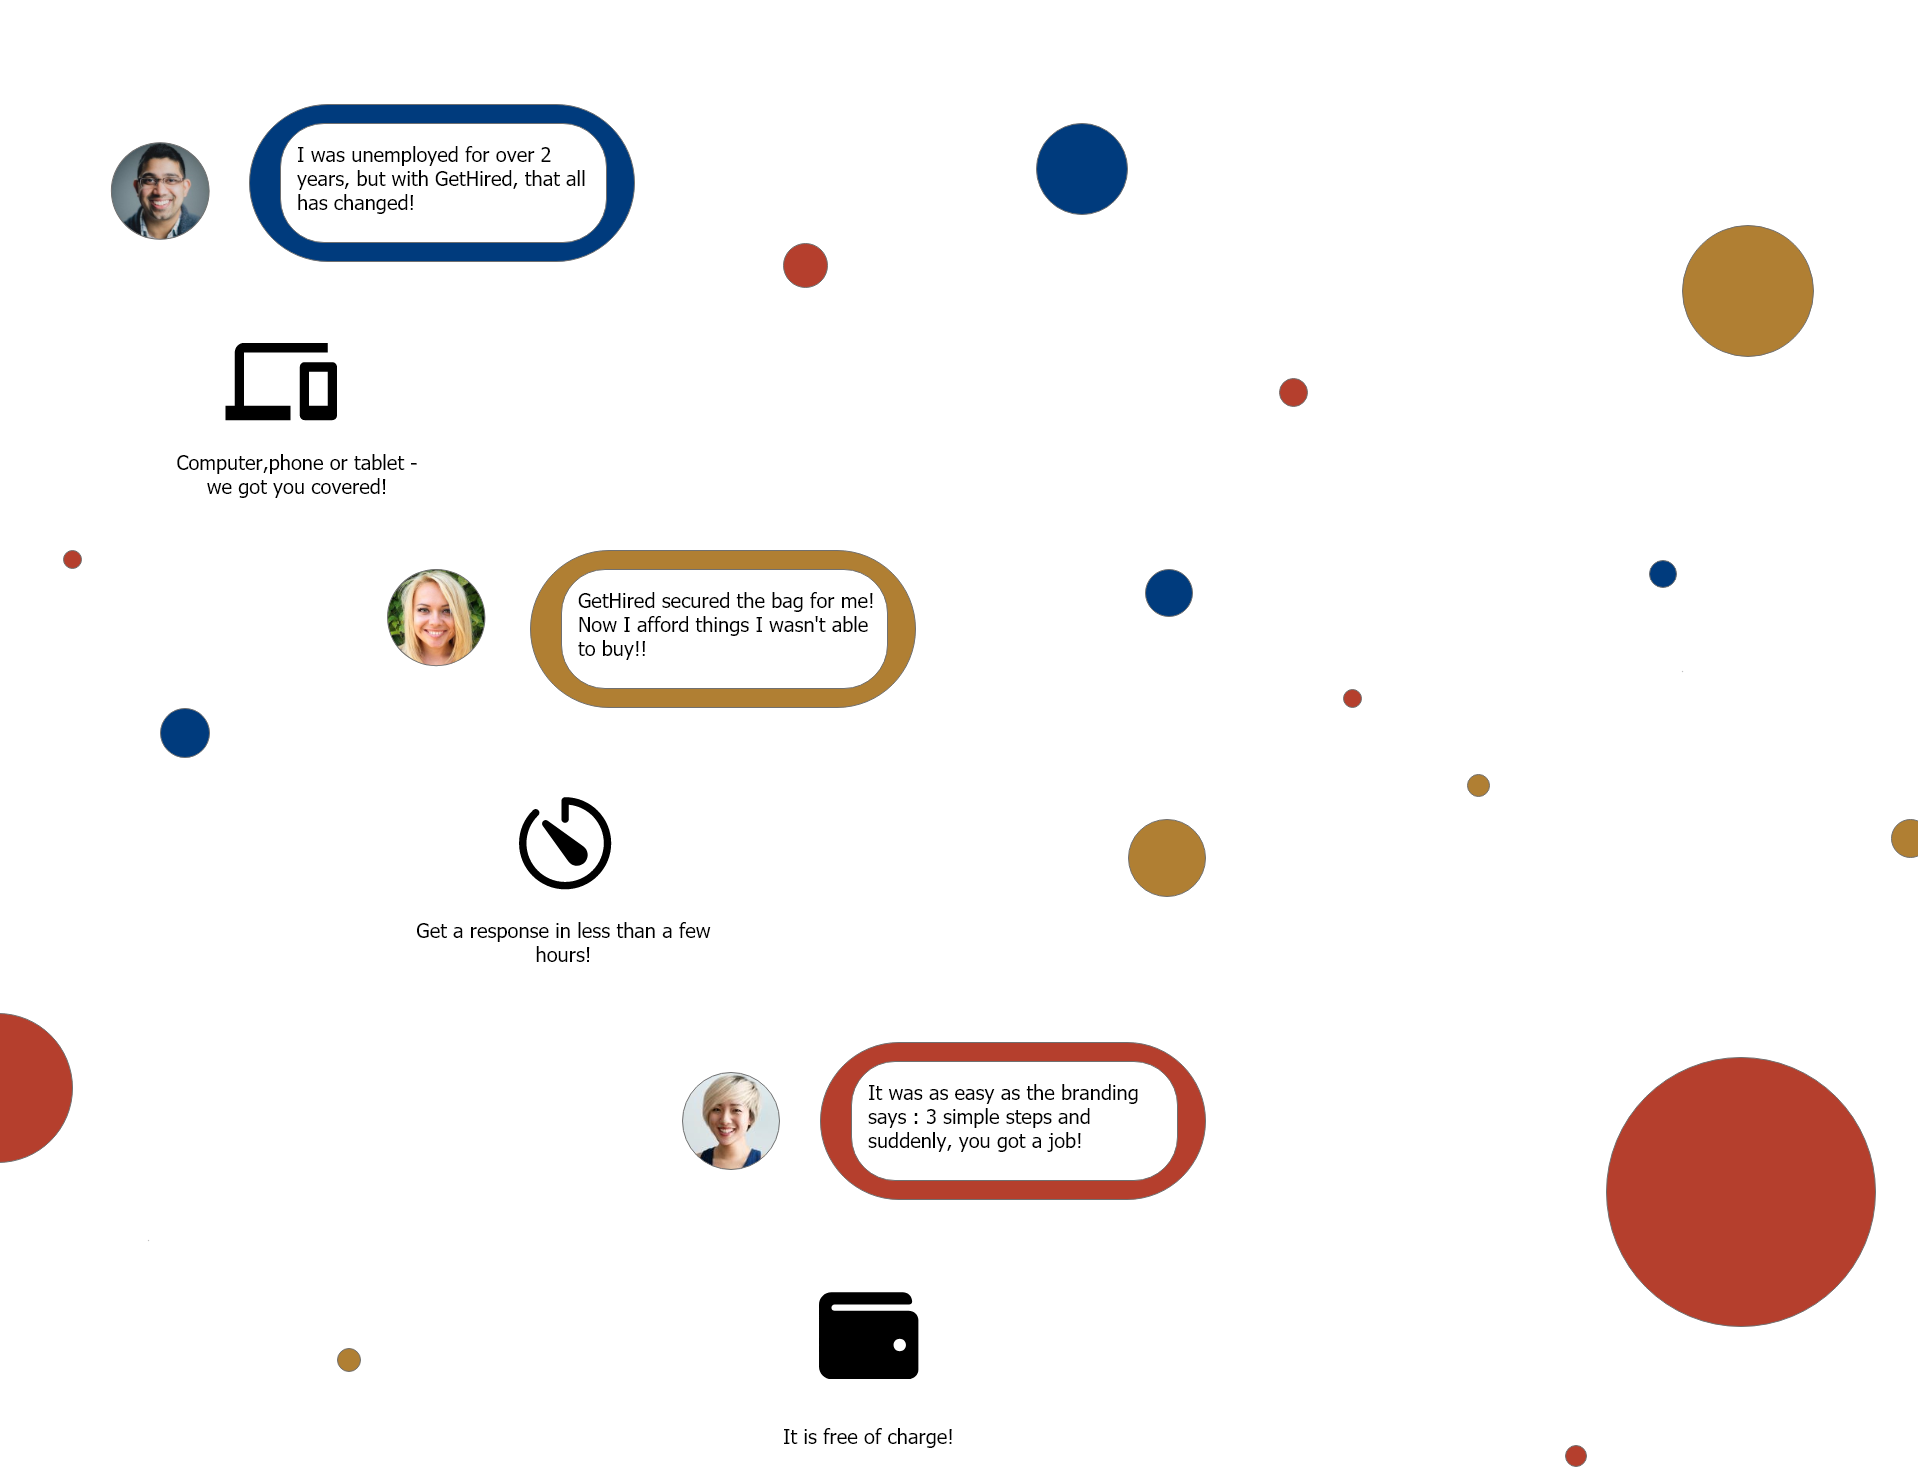 I was unemployed for over 2
years, but with GetHired, that all
has changed!
Computer,phone or tablet -
we got you covered!
GetHired secured the bag for me!
Now I afford things I wasn't able
to buy!!
Get a response in less than a few
hours!
It was as easy as the branding
says : 3 simple steps and
suddenly, you got a job!
It is free of charge!